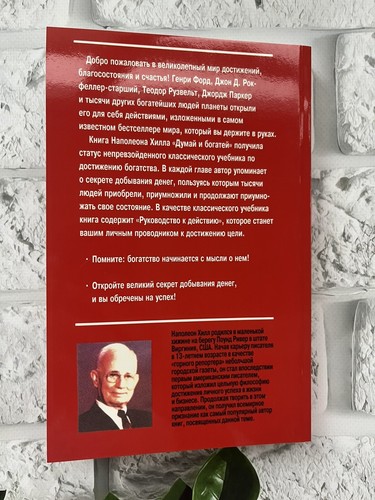 Добро пожаловать в великолепный мир достижений,
благосостояния и счастья! Генри Форд, Джон Д. Рок-
феллер-старший, Теодор Рузвельт, Джордж Паркер
и тысячи других богатейших людей планеты открыли
его для себя действиями, изложенными в самом
известном бестселлере мира, который вы держите в руках.
Книга Наполеона Хилла «Думай и богатей» получила
статус непревзойденного классического учебника по
достижению богатства. В каждой главе автор упоминает
о секрете добывания денег, пользуясь которым тысячи
людей приобрели, приумножили и продолжают приумно-
жать свое состояние. В качестве классического учебника
книга содержит «Руководство к действию», которое станет
вашим личным проводником к достижению цели.
· Помните: богатство начинается с мысли о нем!
· Откройте великий секрет добывания денег,
и вы обречены на успех!
Наполеон Хилл родился в маленькой
хижине на берегу Паунд Ривер в штате
Виргиния, США. Начав карьеру писателя
в 13-летнем возрасте в качестве
«горного репортера» небольшой
городской газеты, он стал впоследствии
первым американским писателем,
который изложил цельную философию
достижения личного успеха в жизни
и бизнесе. Продолжая творить в этом
направлении, он получил всемирное
признание как самый популярный автор
книг, посвященных данной теме.